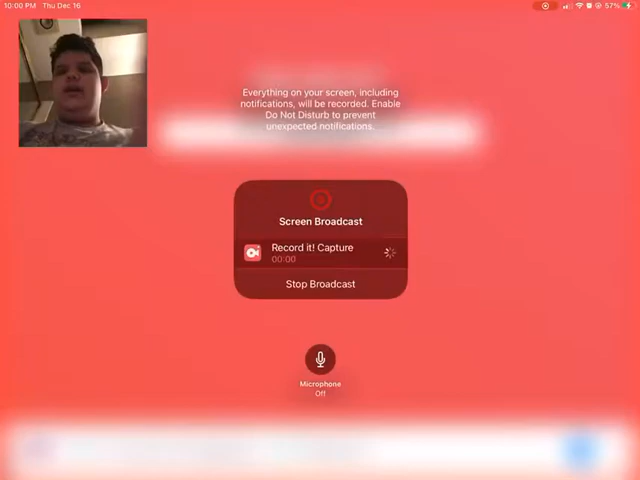 10:00 PM Thu Dec 16
57%
Everything on your screen, including
notifications, will be recorded. Enable
Do Not Disturb to prevent
unexpected notifications.
Screen Broadcast
Record it! Capture
00:00
Stop Broadcast
Microphone
Off